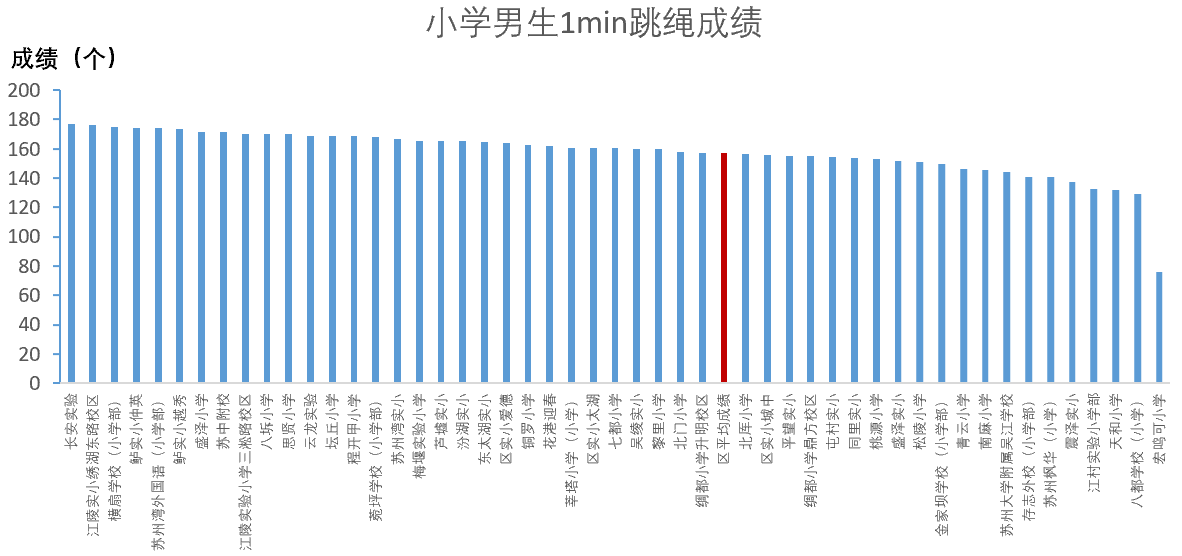 小学男生1min跳绳成绩
成绩（个）
200
180
160
140
120
100
80
60
40
20
0
长安实验
江陵实小绣湖东路校区
横扇学校（小学部）
鲈实小仲英
苏州湾外国语（小学部）
鲈实小越秀
盛泽小学
苏中附校
江陵实验小学三淞路校区
八坼小学
思贤小学
云龙实验
坛丘小学
程开甲小学
菀坪学校（小学部）
苏州湾实小
梅堰实验小学
芦墟实小
汾湖实小
东太湖实小
区实小爱德
铜罗小学
花港迎春
莘塔小学（小学）
区实小太湖
七都小学
吴绫实小
黎里小学
北门小学
绸都小学升明校区
区平均成绩
北厍小学
区实小城中
平望实小
绸都小学鼎方校区
屯村实小
同里实小
桃源小学
盛泽实小
松陵小学
金家坝学校（小学部）
青云小学
南麻小学
苏州大学附属吴江学校
存志外校（小学部）
苏州枫华（小学）
震泽实小
江村实验小学部
天和小学
八都学校（小学）
宏鸣可小学